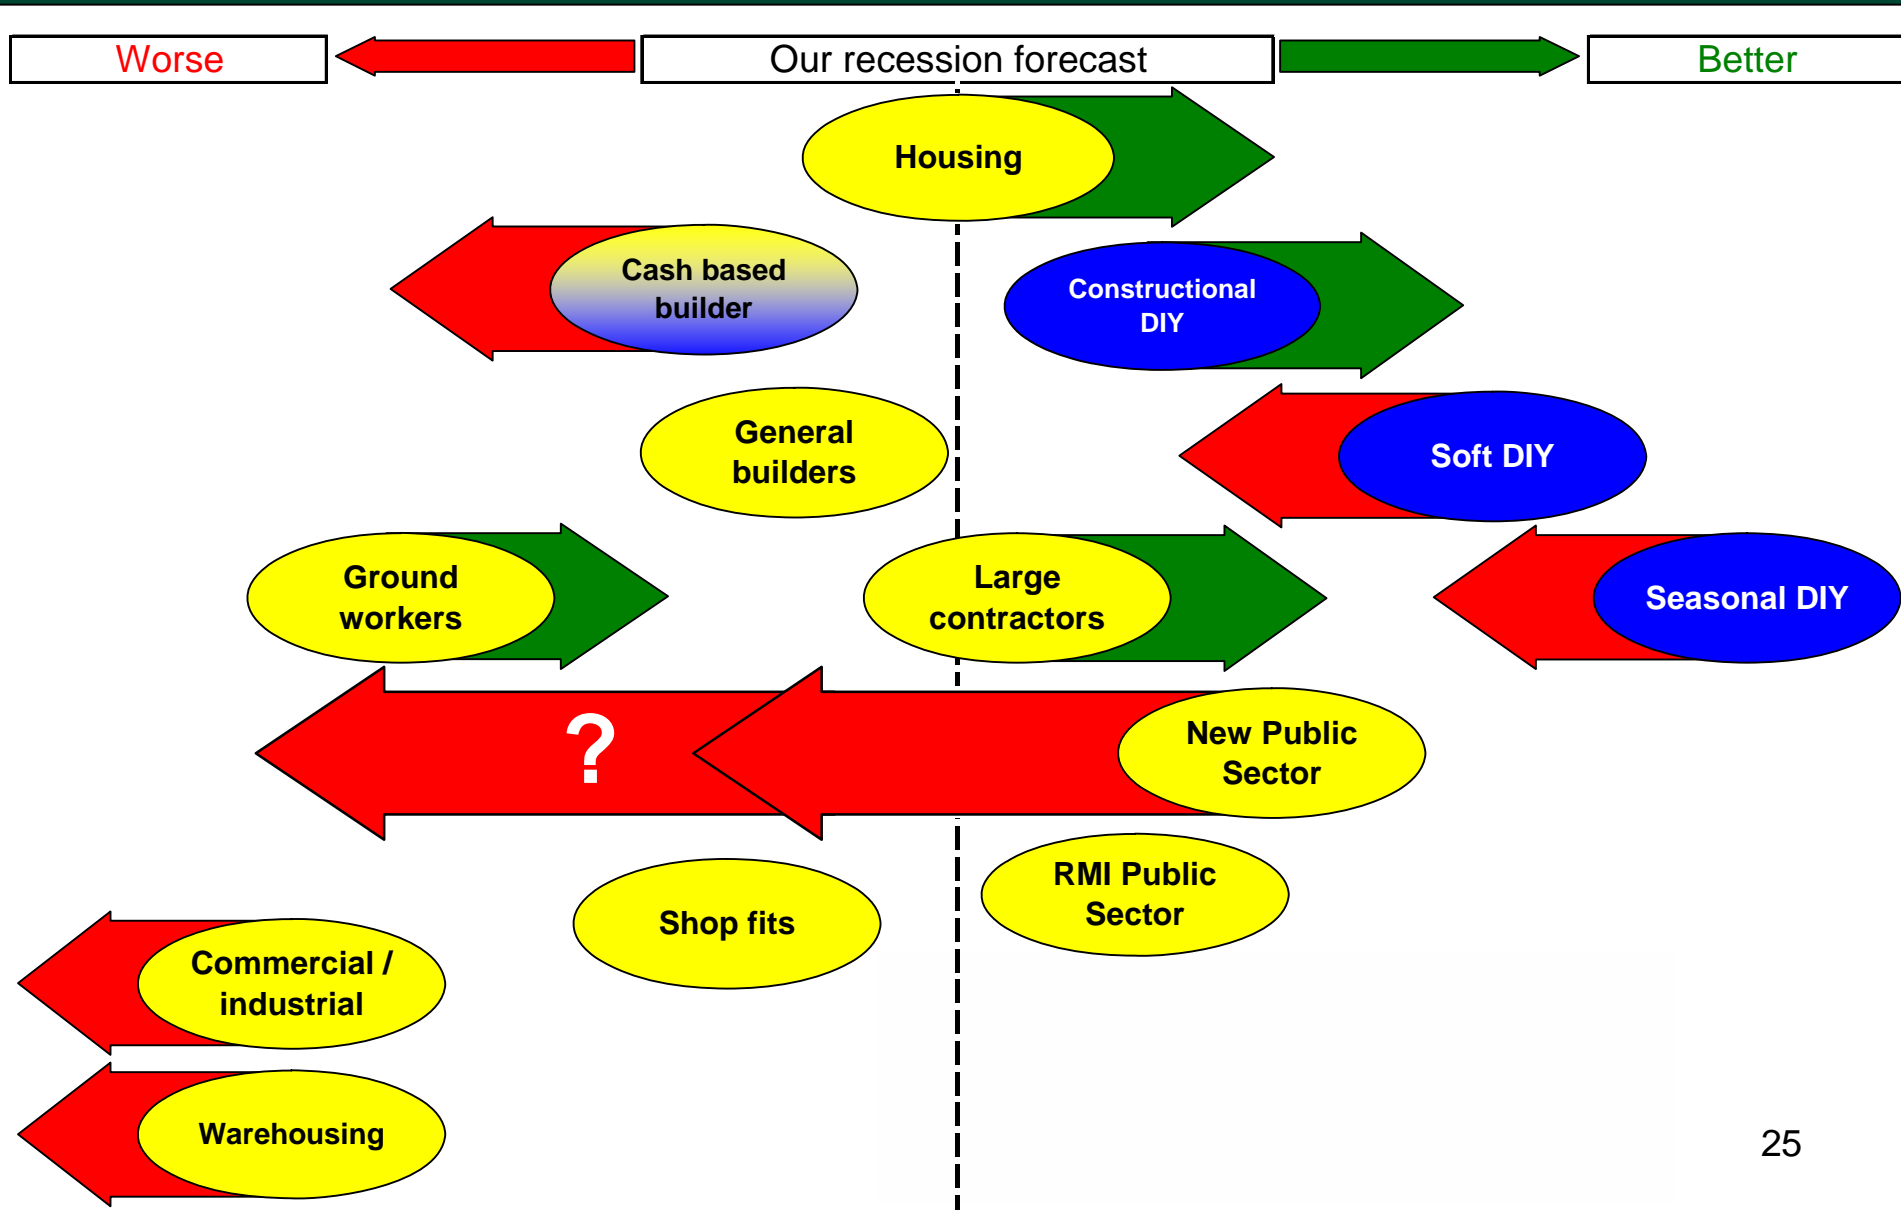 Worse
Our recession forecast
Better
Housing
Cash based
builder
Constructional
DIY
General
builders
Soft DIY
Ground
workers
Large
contractors
Seasonal DIY
?
New Public
Sector
RMI Public
Sector
Shop fits
Commercial /
industrial
Warehousing
25